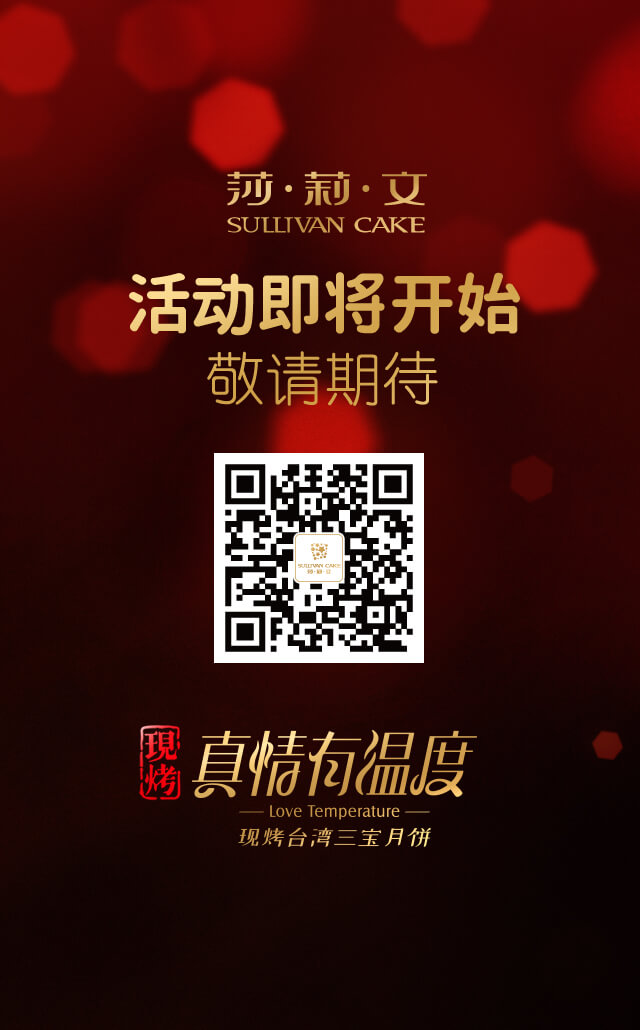 莎·莉·文
SULLIVAN CAKE
活动即将开始
敬请期待
SULLIVAN CAKE
莎·莉·文
現烤
真情有温度
Love Temperature
现烤台湾三宝月饼